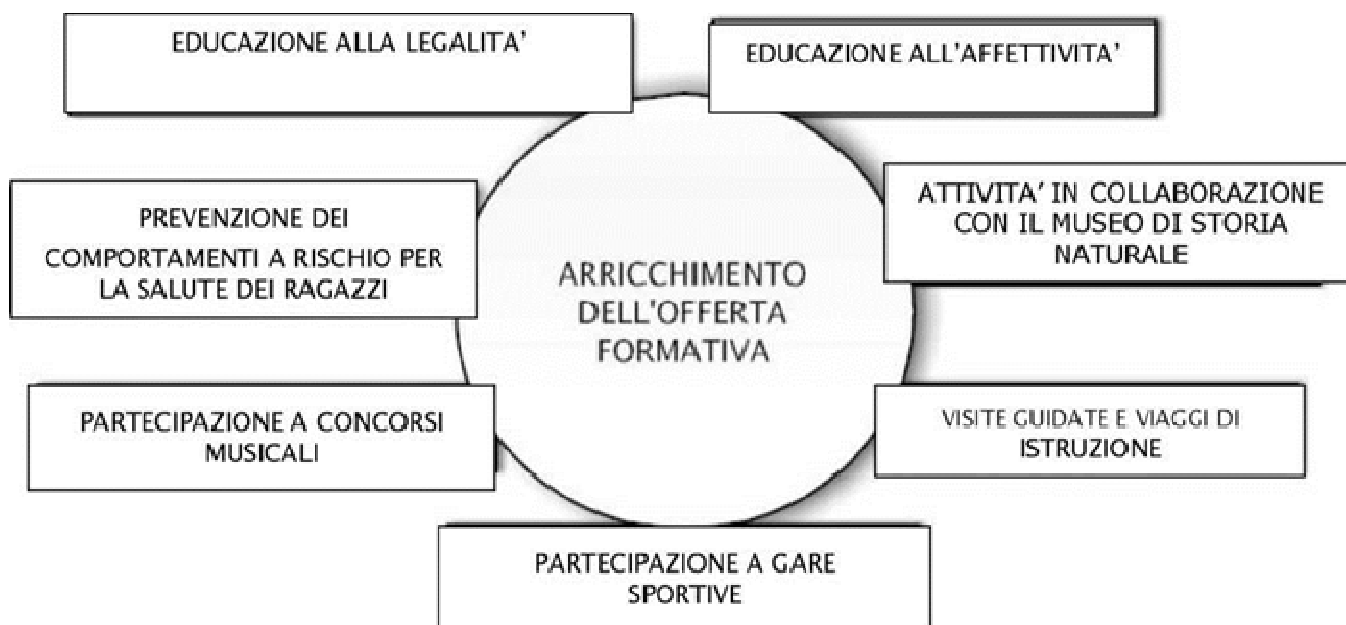 EDUCAZIONE ALLA LEGALITA'
EDUCAZIONE ALL'AFFETTIVITA'
PREVENZIONE DEI
COMPORTAMENTI A RISCHIO PER
LA SALUTE DEI RAGAZZI
ATTIVITA' IN COLLABORAZIONE
CON IL MUSEO DI STORIA
NATURALE
ARRICCHIMENTO
DELL'OFFERTA
FORMATIVA
PARTECIPAZIONE A CONCORSI
MUSICALI
VISITE GUIDATE E VIAGGI DI
ISTRUZIONE
PARTECIPAZIONE A GARE
SPORTIVE